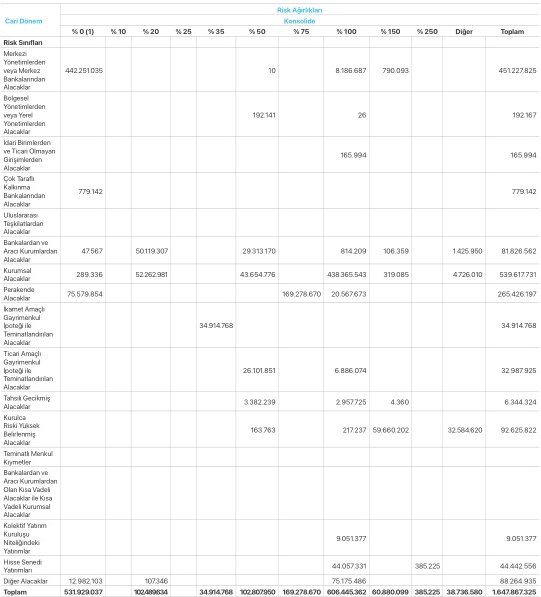 Risk Ağırlıkları
Cari Dönem Konsolide
% 0 (1) % 10 % 20 % 25 % 35 % 50 % 75 % 100 % 150 % 250 Diğer Toplam
Risk Sınıfları
Merkezi
Yönetimlerden
veya Merkez
Bankalarından
Alacaklar
442.251.035 10 8.186.687 790.093 451.227.825
Bölgesel
Yönetimlerden
veya Yerel
Yönetimlerden
Alacaklar
192.141 26 192.167
İdari Birimlerden
ve Ticari Olmayan
Girişimlerden
Alacaklar
165.994 165.994
Çok Taraflı
Kalkınma
Bankalarından
Alacaklar
779.142 779.142
Uluslararası
Teşkilatlardan
Alacaklar
Bankalardan ve
Aracı Kurumlardan
Alacaklar
47.567 50.119.307 29.313.170 814.209 106.359 1.425.950 81.826.562
Kurumsal
Alacaklar
289.336 52.262.981 43.654.776 438.365.543 319.085 4.726.010 539.617.731
Perakende
Alacaklar
75.579.854 169.278.670 20.567.673 265.426.197
İkamet Amaçlı
Gayrimenkul
İpoteği ile
Teminatlandırılan
Alacaklar
34.914.768 34.914.768
Ticari Amaçlı
Gayrimenkul
İpoteği ile
Teminatlandırılan
Alacaklar
26.101.851 6.886.074 32.987.925
Tahsili Gecikmiş
Alacaklar
3.382.239 2.957.725 4.360 6.344.324
Kurulca
Riski Yüksek
Belirlenmiş
Alacaklar
163.763 217.237 59.660.202 32.584.620 92.625.822
Teminatlı Menkul
Kıymetler
Bankalardan ve
Aracı Kurumlardan
Olan Kısa Vadeli
Alacaklar ile Kısa
Vadeli Kurumsal
Alacaklar
Kolektif Yatırım
Kuruluşu
Niteliğindeki
Yatırımlar
9.051.377 9.051.377
Hisse Senedi
Yatırımları
44.057.331 385.225 44.442.556
Diğer Alacaklar 12.982.103 107.346 75.175.486 88.264.935
Toplam 531.929.037 102.489.634 34.914.768 102.807.950 169.278.670 606.445.362 60.880.099 385.225 38.736.580 1.647.867.325